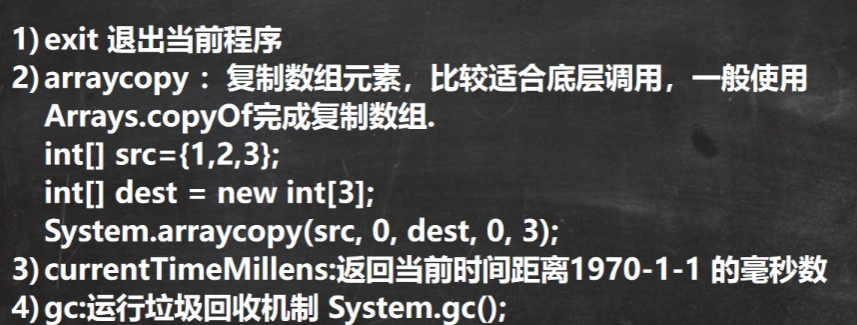 1) exit 退出当前程序
2) arraycopy ：复制数组元素，比较适合底层调用，一般使用
Arrays.copyOf完成复制数组.
int[] src={1,2,3};
int[] dest = new int[3];
System.arraycopy(src, 0, dest, 0, 3);
3) currentTimeMillens:返回当前时间距离1970-1-1 的毫秒数
4) gc:运行垃圾回收机制 System.gc();